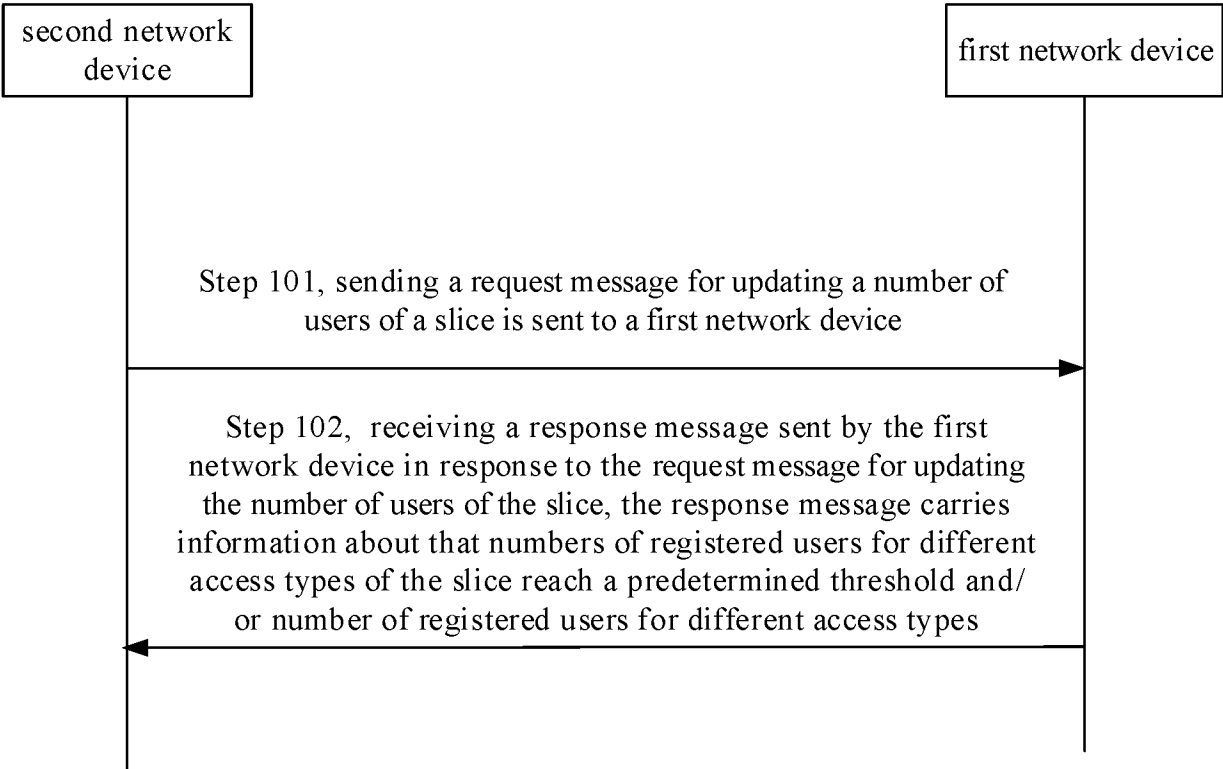 second network
device
first network device
Step 101, sending a request message for updating a number of
users of a slice is sent to a first network device
Step 102, receiving a response message sent by the first
network device in response to the request message for updating
the number of users of the slice, the response message carries
information about that numbers of registered users for different
access types of the slice reach a predetermined threshold and/
or number of registered users for different access types